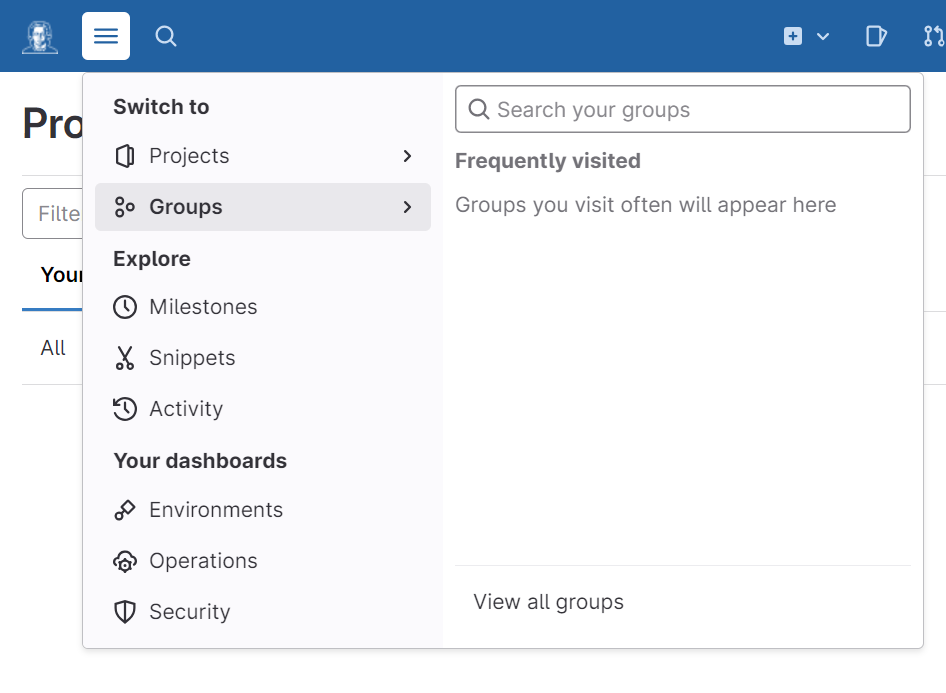 Pro
Filte
Your
All
Switch to
Projects
Groups
Explore
Milestones
Snippets
Activity
Your dashboards
Environments
Operations
Security
Search your groups
Frequently visited
Groups you visit often will appear here
View all groups